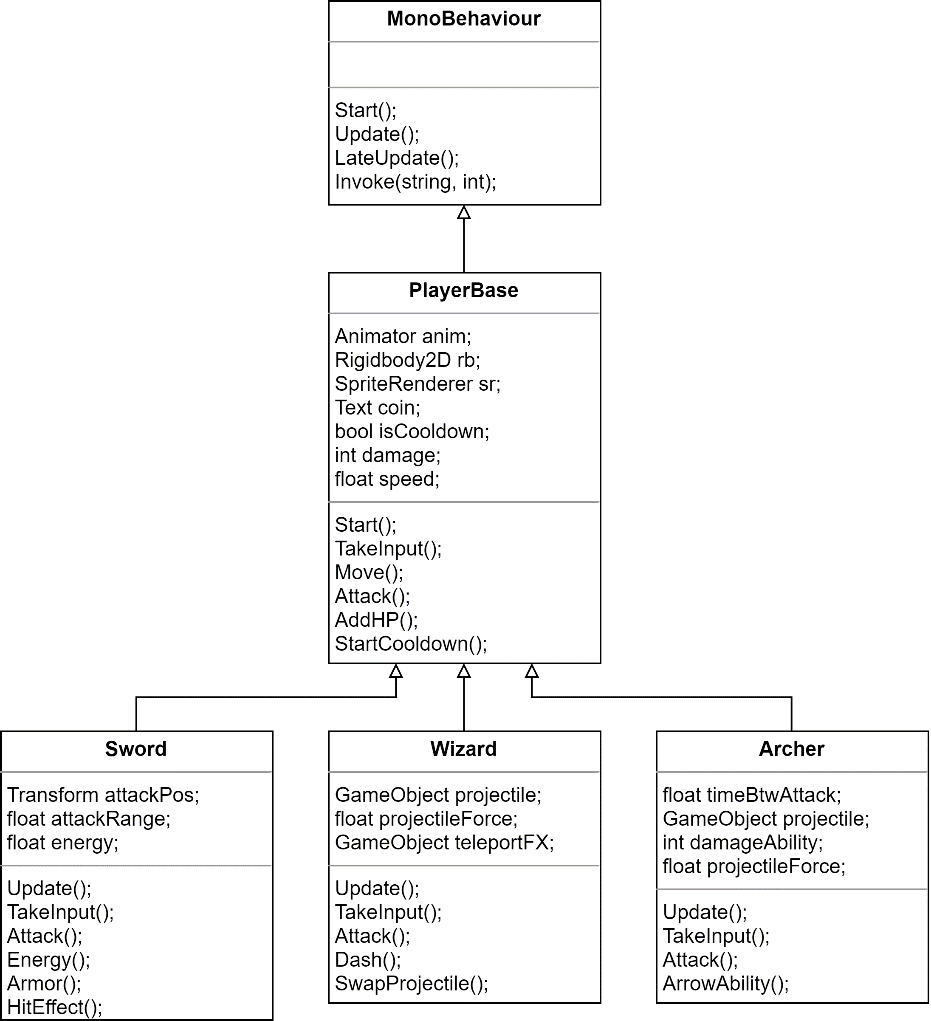 MonoBehaviour
Start();
Update();
LateUpdate();
Invoke(string, int);
PlayerBase
Animator anim;
Rigidbody2D rb;
SpriteRenderer sr;
Text coin;
bool isCooldown;
int damage;
float speed;
Start();
TakeInput();
Move();
Attack();
AddHP();
StartCooldown();
Sword
Transform attackPos;
float attackRange;
float energy;
Update();
TakeInput();
Attack();
Energy();
Armor();
HitEffect();
Wizard
GameObject projectile;
float projectileForce;
GameObject teleportFX;
Update();
TakeInput();
Attack();
Dash();
SwapProjectile();
Archer
float timeBtwAttack;
GameObject projectile;
int damageAbility;
float projectileForce;
Update();
TakeInput();
Attack();
ArrowAbility();